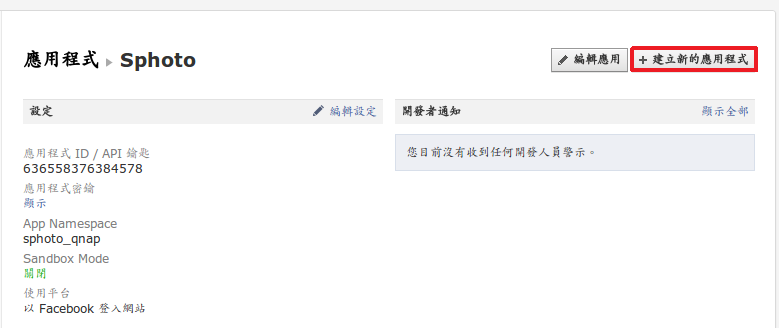 應用程式 ▸ Sphoto
編輯應用
+ 建立新的應用程式
設定
編輯設定
開發者通知
顯示全部
您目前沒有收到任何開發人員警示。
應用程式 ID / API 鑰匙
636558376384578
應用程式密鑰
顯示
App Namespace
sphoto_qnap
Sandbox Mode
關閉
使用平台
以 Facebook 登入網站